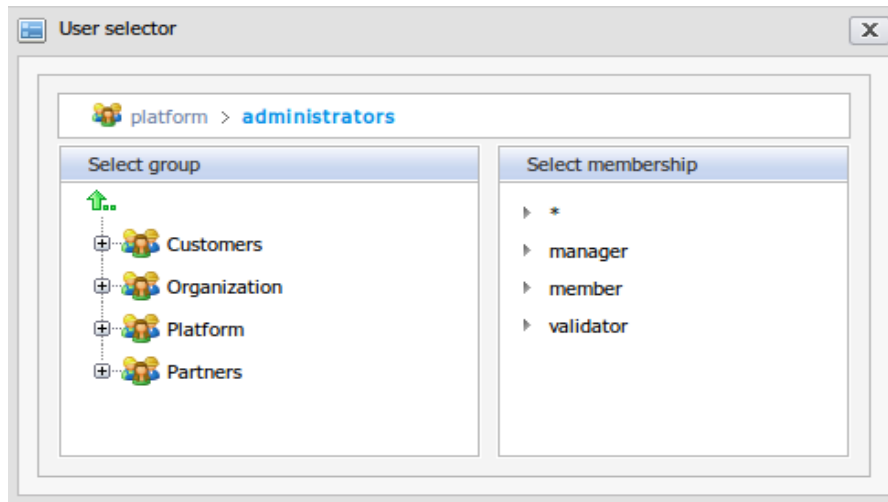 User selector
platform > administrators
Select group
..
Customers
Organization
Platform
Partners
Select membership
*
manager
member
validator